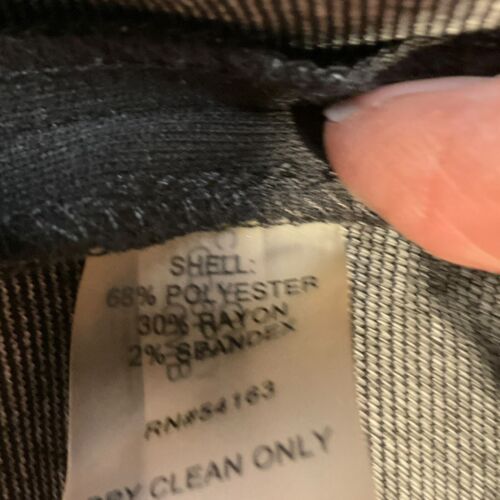 SHELL:
68% POLYESTER
30% RAYON
2% SPANDEX
RN#84163
DRY CLEAN ONLY